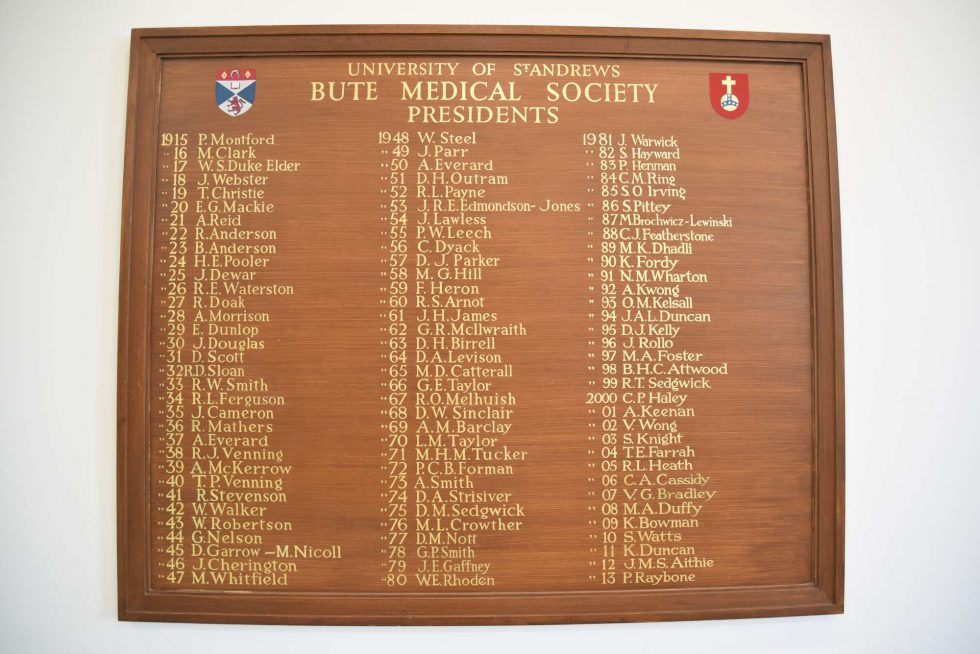 UNIVERSITY OF ST ANDREWS
BUTE MEDICAL SOCIETY
PRESIDENTS
1915 P. Montford
" 16 M. Clark
" 17 W. S. Duke Elder
" 18 J. Webster
" 19 T. Christie
" 20 E. G. Mackie
" 21 A. Reid
" 22 R. Anderson
" 23 B. Anderson
" 24 H. E. Pooler
" 25 J. Dewar
" 26 R. E. Waterston
" 27 R. Doak
" 28 A. Morrison
" 29 E. Dunlop
" 30 J. Douglas
" 31 D. Scott
" 32 R.D. Sloan
" 33 R. W. Smith
" 34 R. L. Ferguson
" 35 J. Cameron
" 36 R. Mathers
" 37 A. Everard
" 38 R. J. Venning
" 39 A. McKerrow
" 40 T. P. Venning
" 41 R. Stevenson
" 42 W. Walker
" 43 W. Robertson
" 44 G. Nelson
" 45 D. Garrow – M. Nicoll
" 46 J. Cherington
" 47 M. Whitfield
1948 W. Steel
" 49 J. Parr
" 50 A. Everard
" 51 D. H. Outram
" 52 R. L. Payne
" 53 J. R. E. Edmondson - Jones
" 54 J. Lawless
" 55 P. W. Leech
" 56 C. Dyack
" 57 D. J. Parker
" 58 M. G. Hill
" 59 F. Heron
" 60 R. S. Arnot
" 61 J. H. James
" 62 G. R. McIlwraith
" 63 D. H. Birrell
" 64 D. A. Levison
" 65 M. D. Catterall
" 66 G. E. Taylor
" 67 R. O. Melhuish
" 68 D. W. Sinclair
" 69 A. M. Barclay
" 70 L. M. Taylor
" 71 M. H. M. Tucker
" 72 P. C. B. Forman
" 73 A. Smith
" 74 D. A. Strisiver
" 75 D. M. Sedgwick
" 76 M. L. Crowther
" 77 D. M. Nott
" 78 G. P. Smith
" 79 J. E. Gaffney
" 80 W. E. Rhoden
1981 J. Warwick
" 82 S. Hayward
" 83 P. Henman
" 84 C. M. Ring
" 85 S. O. Irving
" 86 S. Pittey
" 87 M. Brochwicz-Lewinski
" 88 C. J. Featherstone
" 89 M. K. Dhadli
" 90 K. Fordy
" 91 N. M. Wharton
" 92 A. Kwong
" 93 O. M. Kelsall
" 94 J. A. L. Duncan
" 95 D. J. Kelly
" 96 J. Rollo
" 97 M. A. Foster
" 98 B. H. C. Attwood
" 99 R. T. Sedgwick
2000 C. P. Haley
" 01 A. Keenan
" 02 V. Wong
" 03 S. Knight
" 04 T. E. Farrah
" 05 R. L. Heath
" 06 C. A. Cassidy
" 07 V. G. Bradley
" 08 M. A. Duffy
" 09 K. Bowman
" 10 S. Watts
" 11 K. Duncan
" 12 J. M. S. Aithie
" 13 P. Raybone